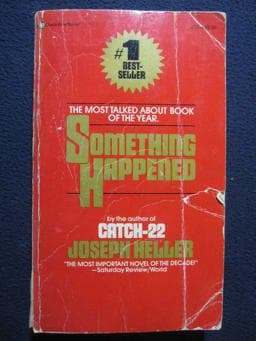 #1
BEST-
SELLER
THE MOST TALKED ABOUT BOOK
OF THE YEAR.
SOMETHING
HAPPENED
by the author of
CATCH-22
JOSEPH HELLER
"THE MOST IMPORTANT NOVEL OF THE DECADE!"
—Saturday Review/World